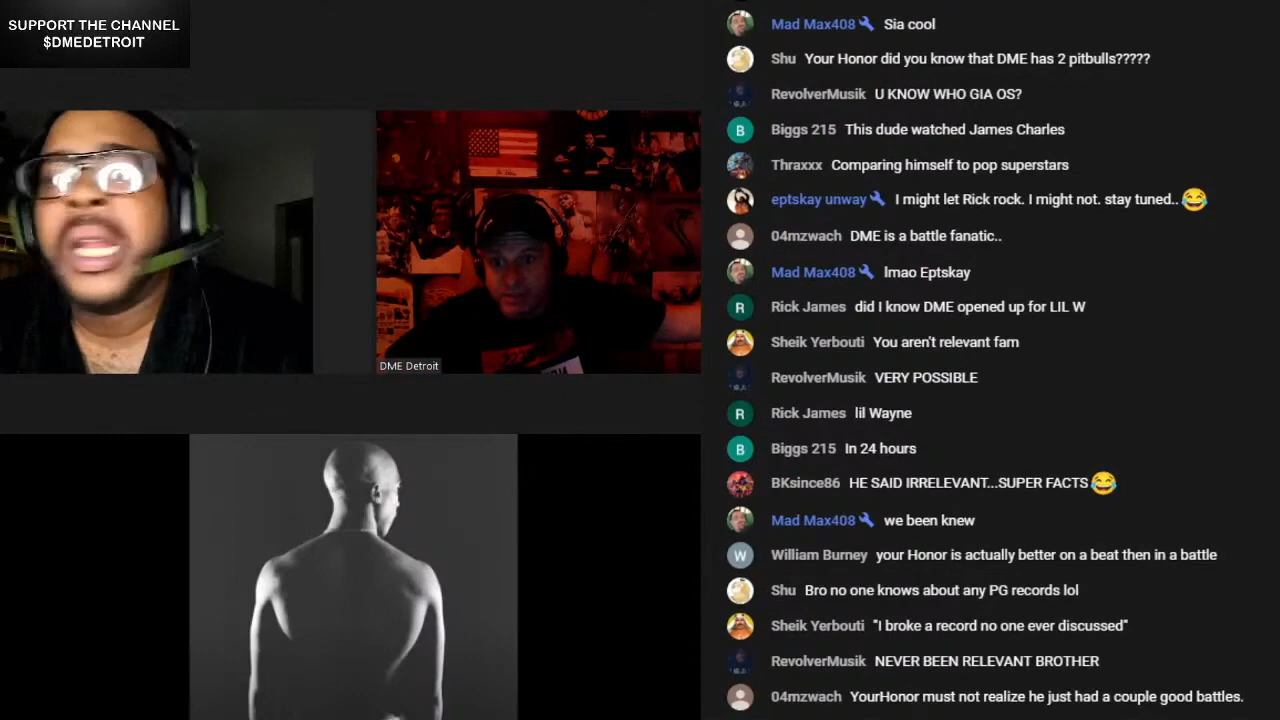 SUPPORT THE CHANNEL
$DMEDETROIT
DME Detroit
Mad Max408 Sia cool
Shu Your Honor did you know that DME has 2 pitbulls?????
RevolverMusik U KNOW WHO GIA OS?
B Biggs 215 This dude watched James Charles
Thraxxx Comparing himself to pop superstars
eptskay unway I might let Rick rock. I might not. stay tuned.. 😂
04mzwach DME is a battle fanatic..
Mad Max408 lmao Eptskay
R Rick James did I know DME opened up for LIL W
Sheik Yerbouti You aren't relevant fam
RevolverMusik VERY POSSIBLE
R Rick James lil Wayne
B Biggs 215 In 24 hours
BKsince86 HE SAID IRRELEVANT...SUPER FACTS 😂
Mad Max408 we been knew
W William Burney your Honor is actually better on a beat then in a battle
Shu Bro no one knows about any PG records lol
Sheik Yerbouti "I broke a record no one ever discussed"
RevolverMusik NEVER BEEN RELEVANT BROTHER
04mzwach YourHonor must not realize he just had a couple good battles.